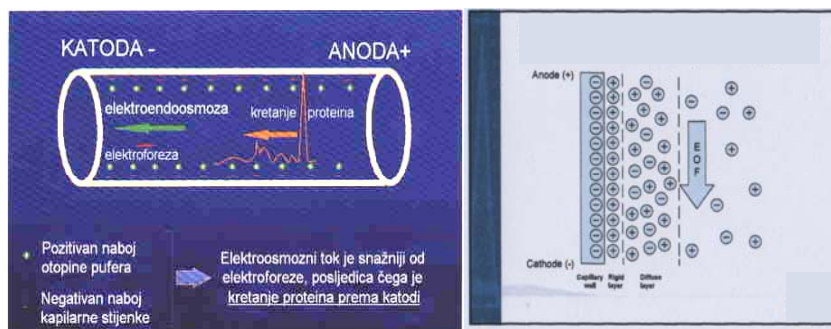 KATODA - ANODA+
elektroendoosmoza
kretanje proteina
elektroforeza
Pozitivan naboj
otopine pufera
Negativan naboj
kapilarne stijenke
Elektroosmozni tok je snažniji od
elektroforeze, posljedica čega je
kretanje proteina prema katodi
Anode (+)
EOF
Cathode (-)
Capillary
wall
Rigid
layer
Diffuse
layer